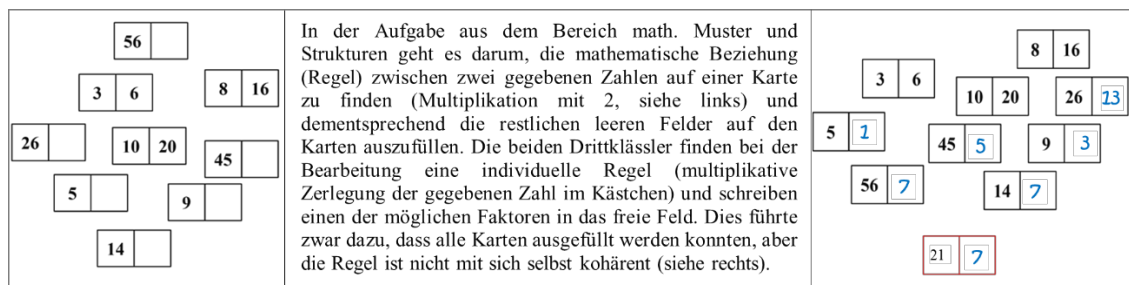 56
3 6
8 16
26
10 20
45
5
9
14
In der Aufgabe aus dem Bereich math. Muster und
Strukturen geht es darum, die mathematische Beziehung
(Regel) zwischen zwei gegebenen Zahlen auf einer Karte
zu finden (Multiplikation mit 2, siehe links) und
dementsprechend die restlichen leeren Felder auf den
Karten auszufüllen. Die beiden Drittklässler finden bei der
Bearbeitung eine individuelle Regel (multiplikative
Zerlegung der gegebenen Zahl im Kästchen) und schreiben
einen der möglichen Faktoren in das freie Feld. Dies führte
zwar dazu, dass alle Karten ausgefüllt werden konnten, aber
die Regel ist nicht mit sich selbst kohärent (siehe rechts).
8 16
3 6
10 20
26 13
5 1
45 5
9 3
56 7
14 7
21 7